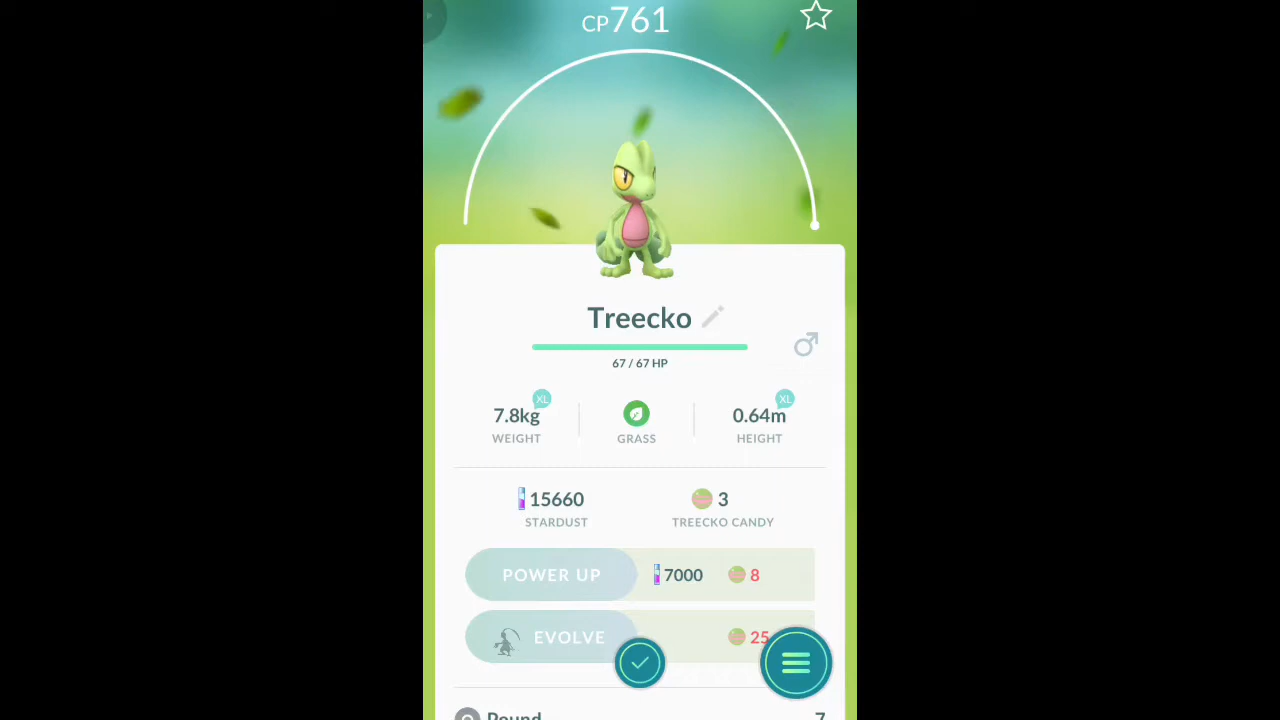 CP761
Treecko
67 / 67 HP
XL XL
7.8kg 0.64m
WEIGHT GRASS HEIGHT
15660 3
STARDUST TREECKO CANDY
POWER UP 7000 8
EVOLVE 25
Pound 7